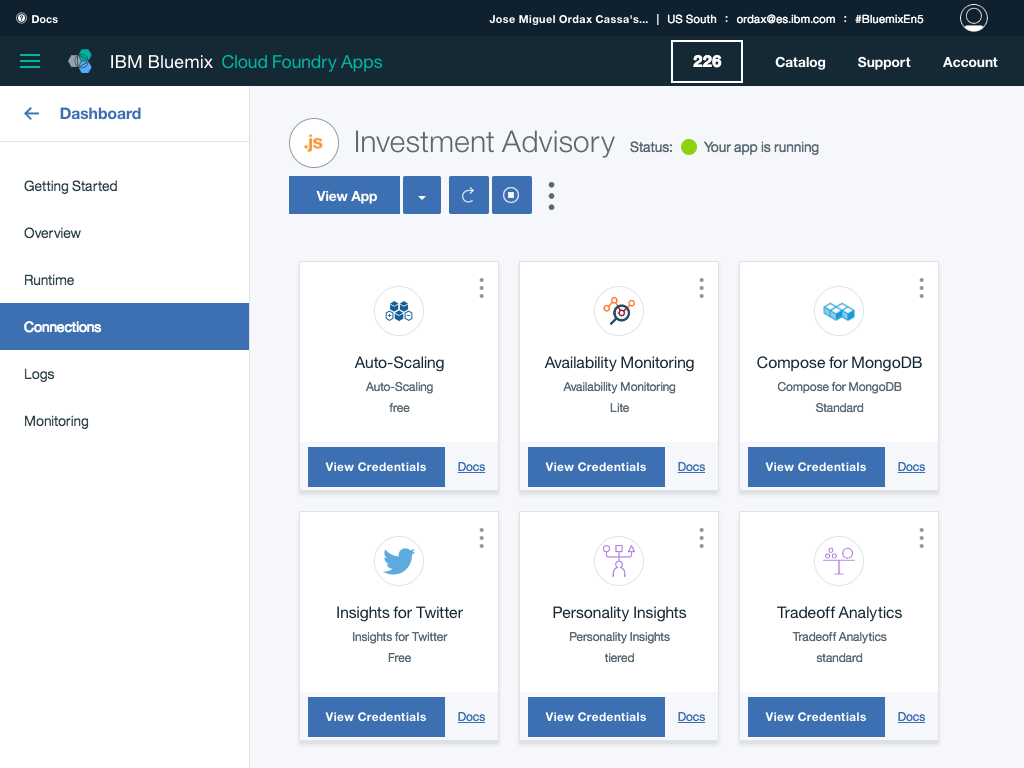 Docs
Jose Miguel Ordax Cassa's... | US South : ordax@es.ibm.com : #BluemixEn5
IBM Bluemix Cloud Foundry Apps
226
Catalog
Support
Account
Dashboard
Getting Started
Overview
Runtime
Connections
Logs
Monitoring
.js
Investment Advisory
Status: Your app is running
View App
Auto-Scaling
Auto-Scaling
free
View Credentials
Docs
Availability Monitoring
Availability Monitoring
Lite
View Credentials
Docs
Compose for MongoDB
Compose for MongoDB
Standard
View Credentials
Docs
Insights for Twitter
Insights for Twitter
Free
View Credentials
Docs
Personality Insights
Personality Insights
tiered
View Credentials
Docs
Tradeoff Analytics
Tradeoff Analytics
standard
View Credentials
Docs